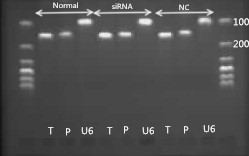 Normal siRNA NC
100
200
T P U6 T P U6 T P U6